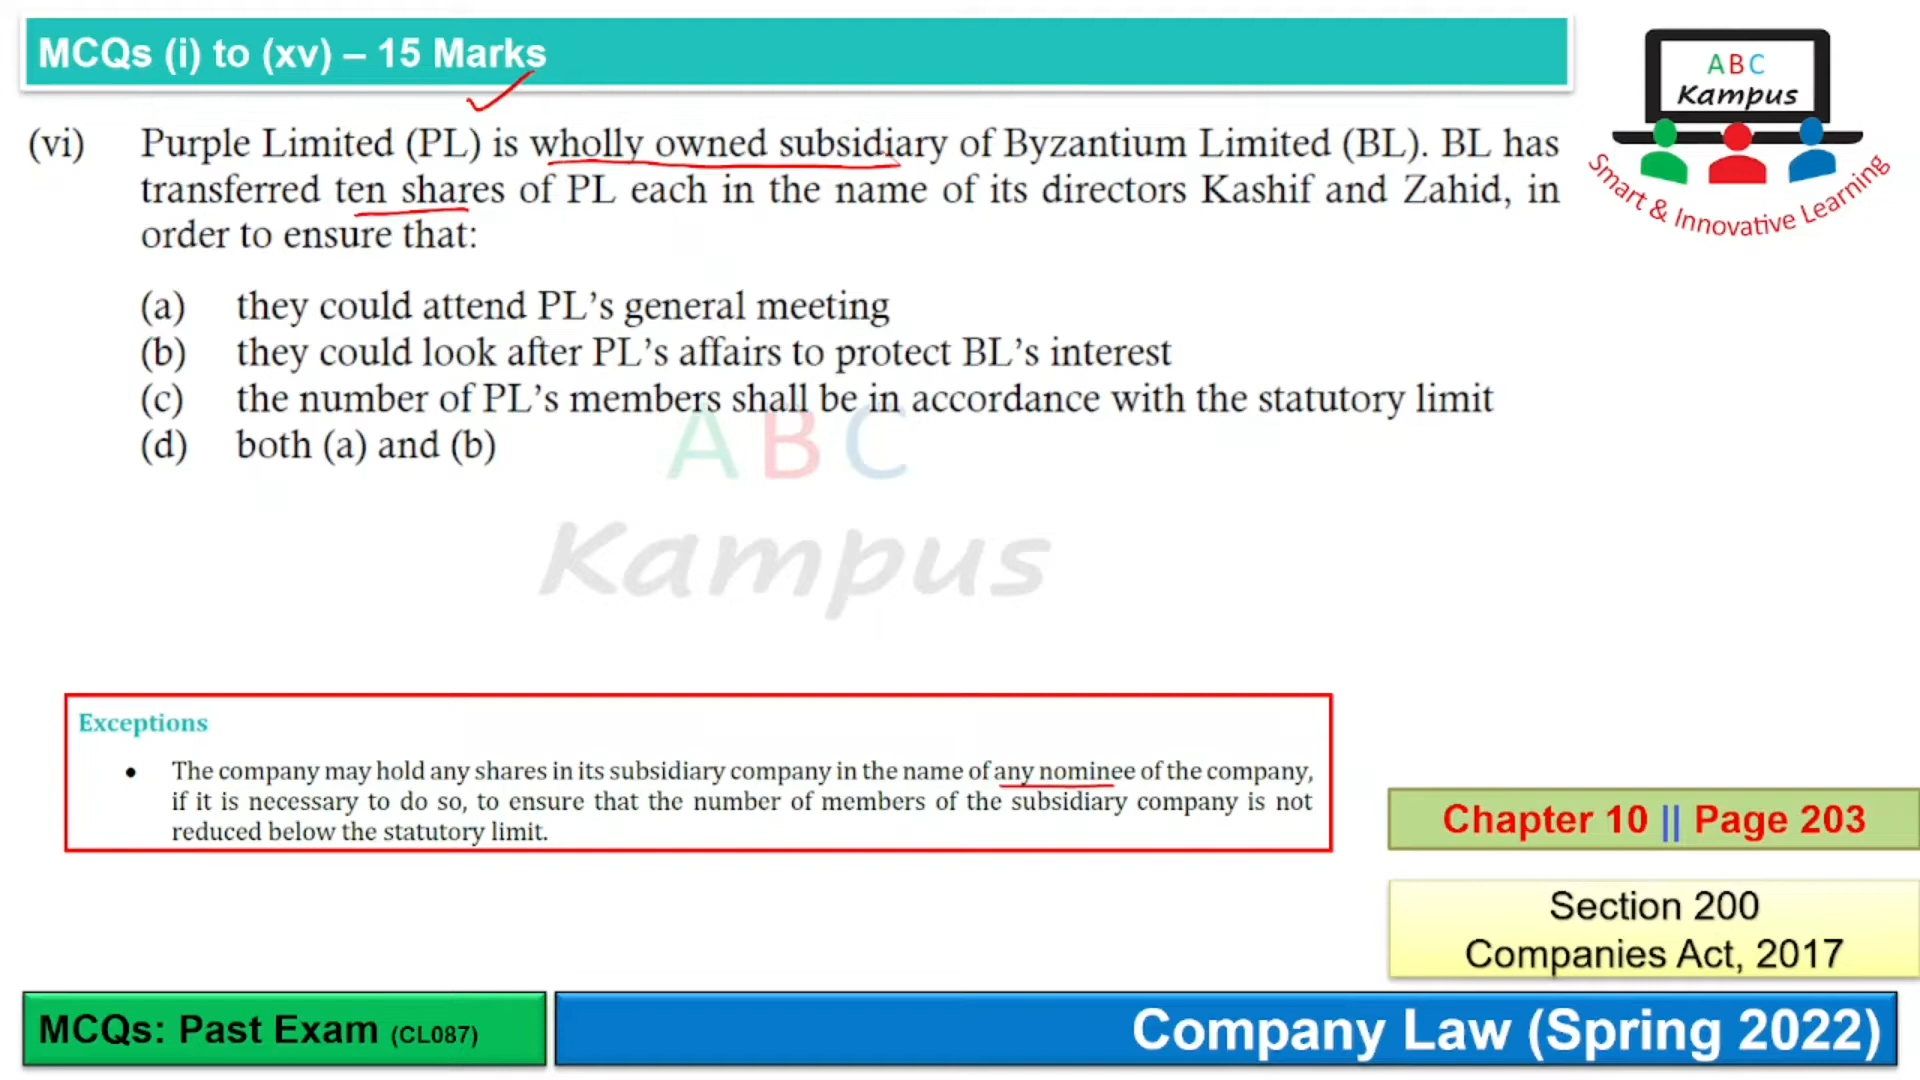 MCQs (i) to (xv) – 15 Marks
ABC
Kampus
Smart & Innovative Learning
(vi) Purple Limited (PL) is wholly owned subsidiary of Byzantium Limited (BL). BL has
transferred ten shares of PL each in the name of its directors Kashif and Zahid, in
order to ensure that:
(a) they could attend PL’s general meeting
(b) they could look after PL’s affairs to protect BL’s interest
(c) the number of PL’s members shall be in accordance with the statutory limit
(d) both (a) and (b)
ABC
Kampus
Exceptions
• The company may hold any shares in its subsidiary company in the name of any nominee of the company,
if it is necessary to do so, to ensure that the number of members of the subsidiary company is not
reduced below the statutory limit.
Chapter 10 || Page 203
Section 200
Companies Act, 2017
MCQs: Past Exam (CL087)
Company Law (Spring 2022)